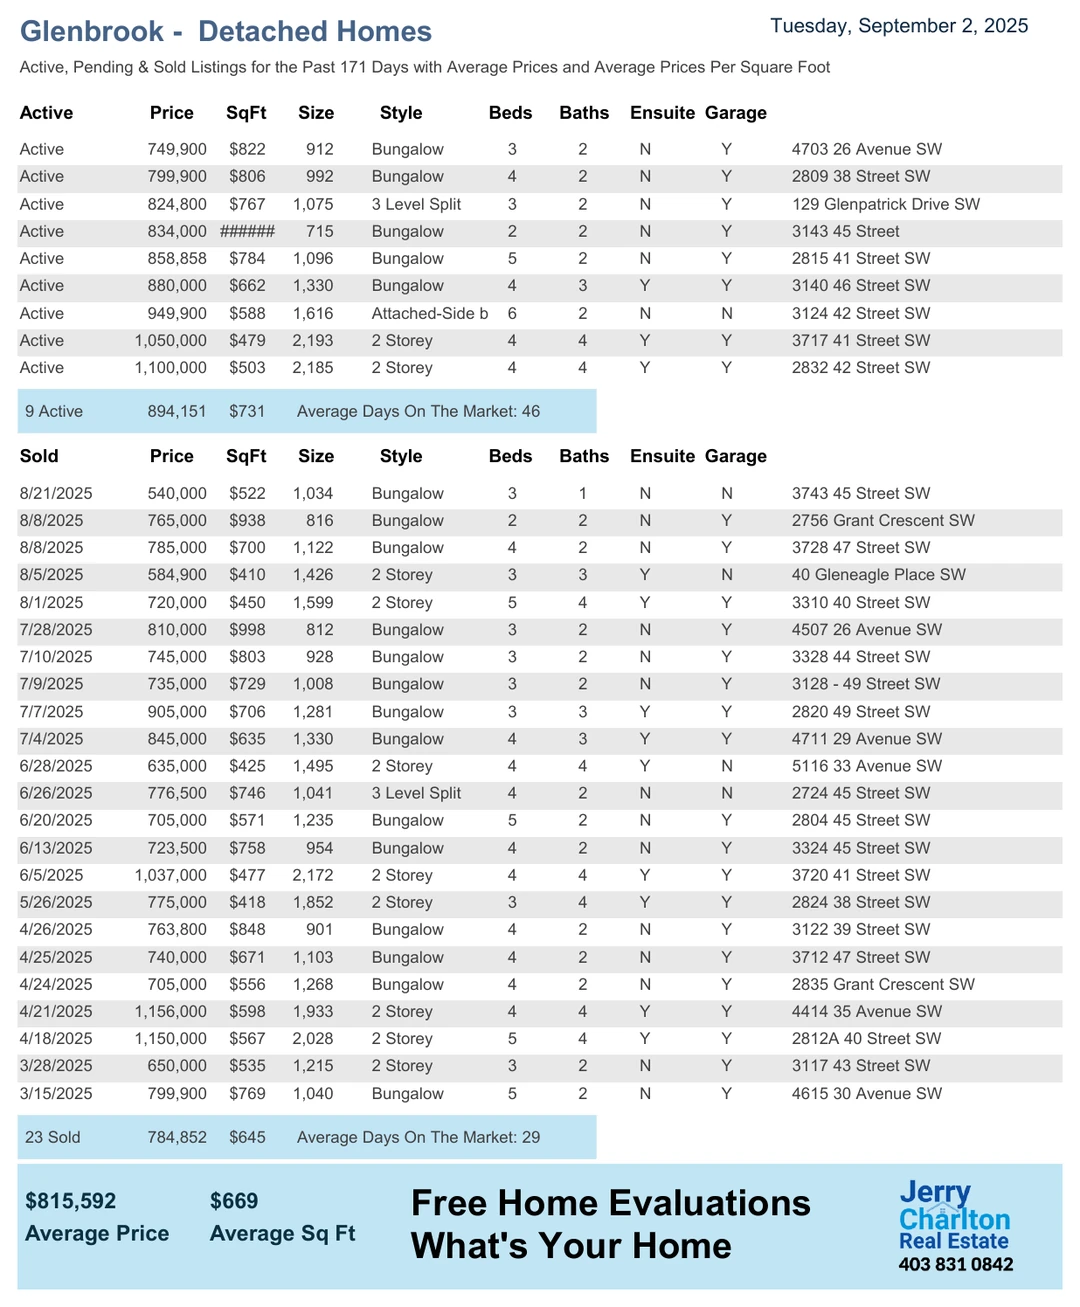 Glenbrook - Detached Homes
Tuesday, September 2, 2025
Active, Pending & Sold Listings for the Past 171 Days with Average Prices and Average Prices Per Square Foot
Active Price SqFt Size Style Beds Baths Ensuite Garage
Active 749,900 $822 912 Bungalow 3 2 N Y 4703 26 Avenue SW
Active 799,900 $806 992 Bungalow 4 2 N Y 2809 38 Street SW
Active 824,800 $767 1,075 3 Level Split 3 2 N Y 129 Glenpatrick Drive SW
Active 834,000 ###### 715 Bungalow 2 2 N Y 3143 45 Street
Active 858,858 $784 1,096 Bungalow 5 2 N Y 2815 41 Street SW
Active 880,000 $662 1,330 Bungalow 4 3 Y Y 3140 46 Street SW
Active 949,900 $588 1,616 Attached-Side b 6 2 N N 3124 42 Street SW
Active 1,050,000 $479 2,193 2 Storey 4 4 Y Y 3717 41 Street SW
Active 1,100,000 $503 2,185 2 Storey 4 4 Y Y 2832 42 Street SW
9 Active 894,151 $731 Average Days On The Market: 46
Sold Price SqFt Size Style Beds Baths Ensuite Garage
8/21/2025 540,000 $522 1,034 Bungalow 3 1 N N 3743 45 Street SW
8/8/2025 765,000 $938 816 Bungalow 2 2 N Y 2756 Grant Crescent SW
8/8/2025 785,000 $700 1,122 Bungalow 4 2 N Y 3728 47 Street SW
8/5/2025 584,900 $410 1,426 2 Storey 3 3 Y N 40 Gleneagle Place SW
8/1/2025 720,000 $450 1,599 2 Storey 5 4 Y Y 3310 40 Street SW
7/28/2025 810,000 $998 812 Bungalow 3 2 N Y 4507 26 Avenue SW
7/10/2025 745,000 $803 928 Bungalow 3 2 N Y 3328 44 Street SW
7/9/2025 735,000 $729 1,008 Bungalow 3 2 N Y 3128 - 49 Street SW
7/7/2025 905,000 $706 1,281 Bungalow 3 3 Y Y 2820 49 Street SW
7/4/2025 845,000 $635 1,330 Bungalow 4 3 Y Y 4711 29 Avenue SW
6/28/2025 635,000 $425 1,495 2 Storey 4 4 Y N 5116 33 Avenue SW
6/26/2025 776,500 $746 1,041 3 Level Split 4 2 N N 2724 45 Street SW
6/20/2025 705,000 $571 1,235 Bungalow 5 2 N Y 2804 45 Street SW
6/13/2025 723,500 $758 954 Bungalow 4 2 N Y 3324 45 Street SW
6/5/2025 1,037,000 $477 2,172 2 Storey 4 4 Y Y 3720 41 Street SW
5/26/2025 775,000 $418 1,852 2 Storey 3 4 Y Y 2824 38 Street SW
4/26/2025 763,800 $848 901 Bungalow 4 2 N Y 3122 39 Street SW
4/25/2025 740,000 $671 1,103 Bungalow 4 2 N Y 3712 47 Street SW
4/24/2025 705,000 $556 1,268 Bungalow 4 2 N Y 2835 Grant Crescent SW
4/21/2025 1,156,000 $598 1,933 2 Storey 4 4 Y Y 4414 35 Avenue SW
4/18/2025 1,150,000 $567 2,028 2 Storey 5 4 Y Y 2812A 40 Street SW
3/28/2025 650,000 $535 1,215 2 Storey 3 2 N Y 3117 43 Street SW
3/15/2025 799,900 $769 1,040 Bungalow 5 2 N Y 4615 30 Avenue SW
23 Sold 784,852 $645 Average Days On The Market: 29
$815,592 $669
Average Price Average Sq Ft
Free Home Evaluations
What's Your Home
Jerry
Charlton
Real Estate
403 831 0842